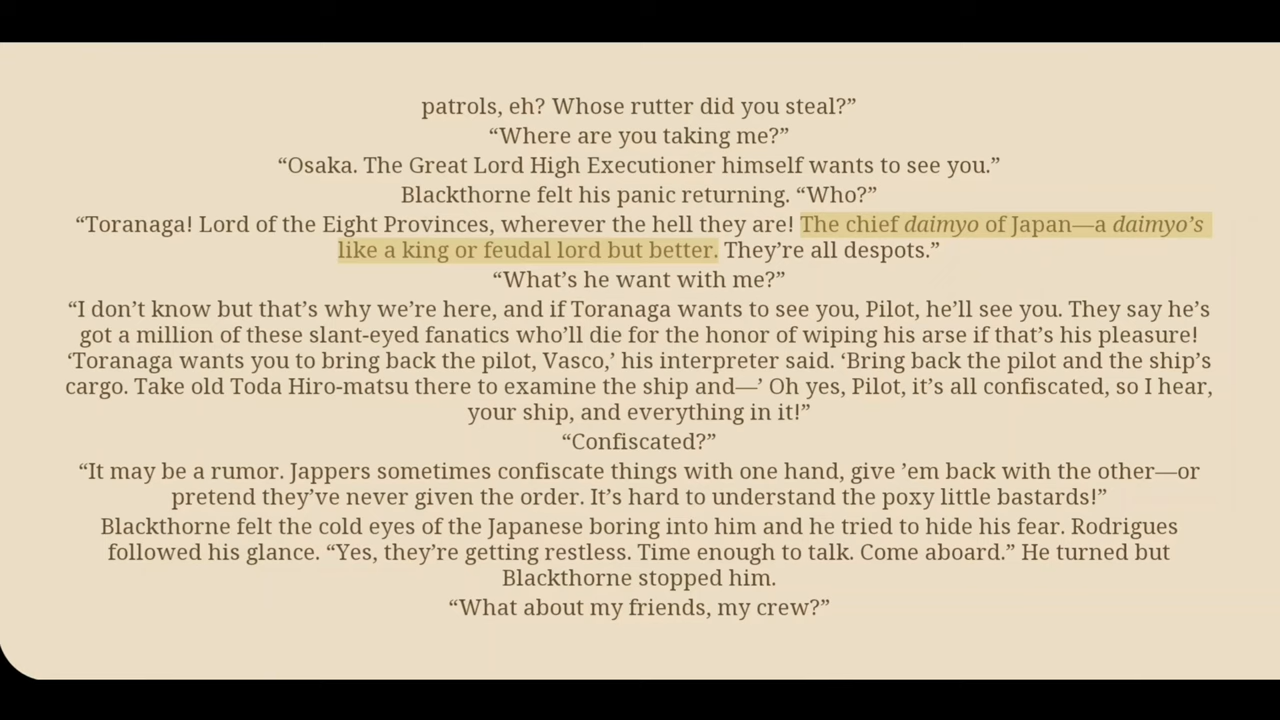 patrols, eh? Whose rutter did you steal?”
“Where are you taking me?”
“Osaka. The Great Lord High Executioner himself wants to see you.”
Blackthorne felt his panic returning. “Who?”
“Toranaga! Lord of the Eight Provinces, wherever the hell they are! The chief daimyo of Japan—a daimyo’s
like a king or feudal lord but better. They’re all despots.”
“What’s he want with me?”
“I don’t know but that’s why we’re here, and if Toranaga wants to see you, Pilot, he’ll see you. They say he’s
got a million of these slant-eyed fanatics who’ll die for the honor of wiping his arse if that’s his pleasure!
‘Toranaga wants you to bring back the pilot, Vasco,’ his interpreter said. ‘Bring back the pilot and the ship’s
cargo. Take old Toda Hiro-matsu there to examine the ship and—’ Oh yes, Pilot, it’s all confiscated, so I hear,
your ship, and everything in it!”
“Confiscated?”
“It may be a rumor. Jappers sometimes confiscate things with one hand, give ’em back with the other—or
pretend they’ve never given the order. It’s hard to understand the poxy little bastards!”
Blackthorne felt the cold eyes of the Japanese boring into him and he tried to hide his fear. Rodrigues
followed his glance. “Yes, they’re getting restless. Time enough to talk. Come aboard.” He turned but
Blackthorne stopped him.
“What about my friends, my crew?”